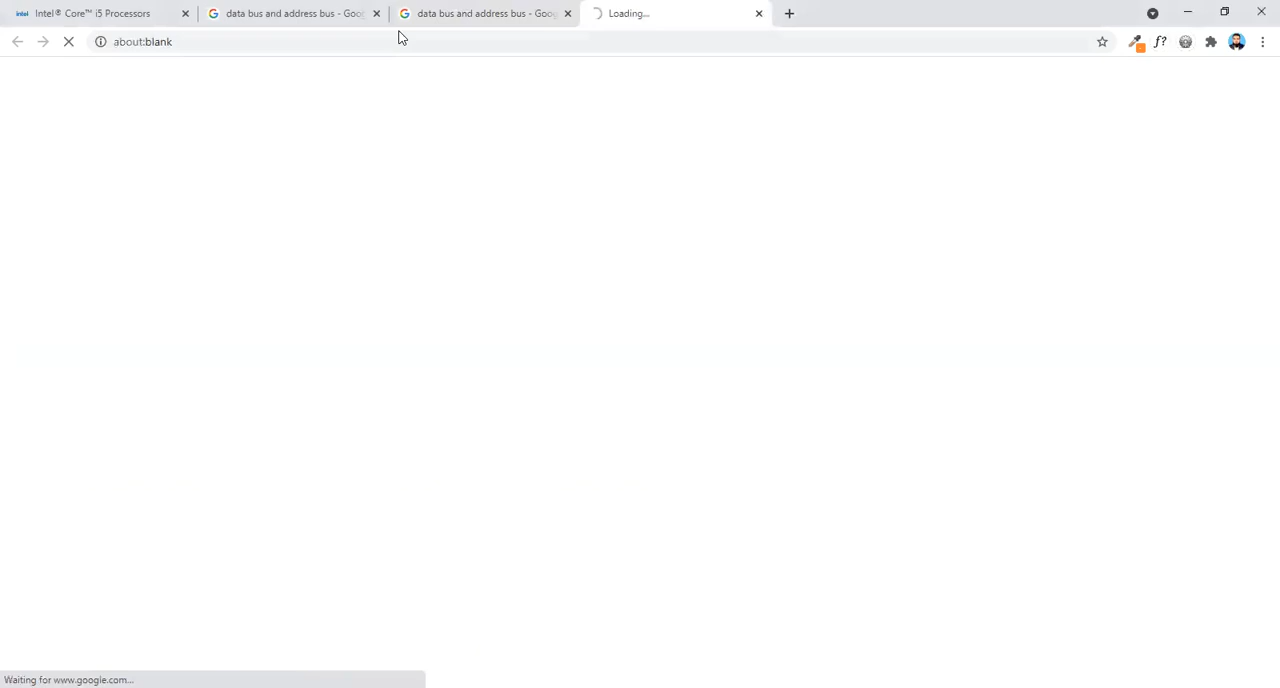 intel Intel® Core™ i5 Processors
data bus and address bus - Goo
data bus and address bus - Goo
Loading...
about:blank
f?
Waiting for www.google.com...